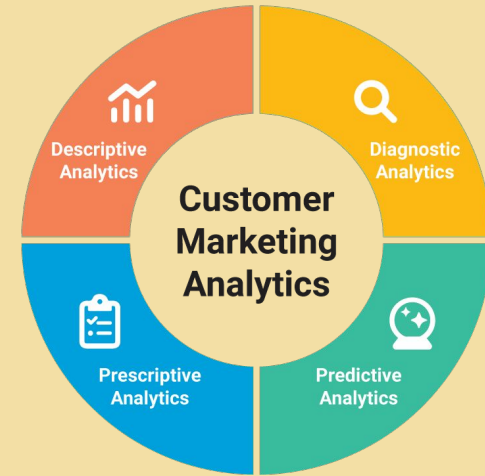 Descriptive
Analytics
Diagnostic
Analytics
Customer
Marketing
Analytics
Prescriptive
Analytics
Predictive
Analytics